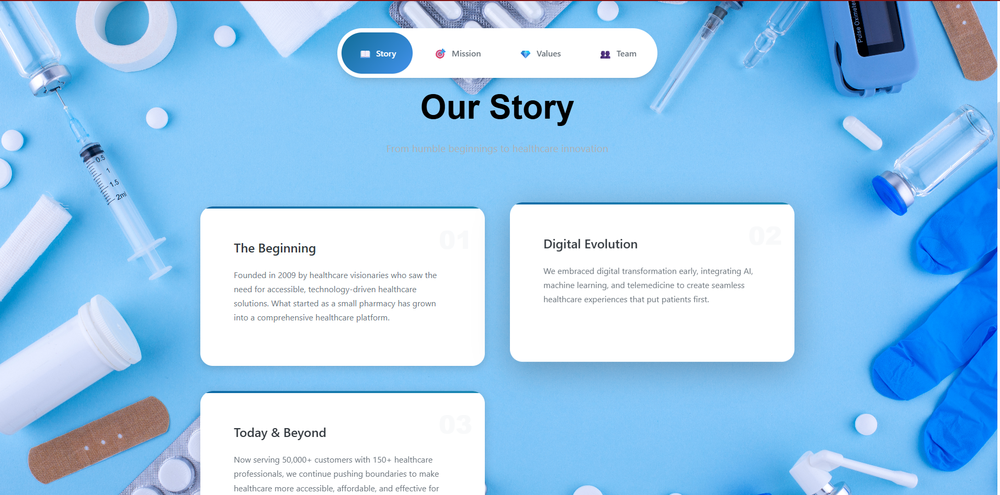 Story
Mission
Values
Team
Pulse Oximeter
Our Story
From humble beginnings to healthcare innovation
0.5
1
1.5
2ml
01
The Beginning
Founded in 2009 by healthcare visionaries who saw the
need for accessible, technology-driven healthcare
solutions. What started as a small pharmacy has grown
into a comprehensive healthcare platform.
02
Digital Evolution
We embraced digital transformation early, integrating AI,
machine learning, and telemedicine to create seamless
healthcare experiences that put patients first.
03
Today & Beyond
Now serving 50,000+ customers with 150+ healthcare
professionals, we continue pushing boundaries to make
healthcare more accessible, affordable, and effective for